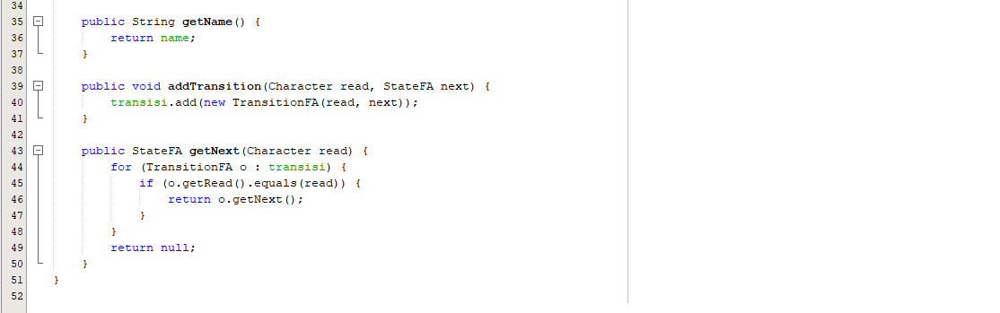 34
35 public String getName() {
36 return name;
37 }
38
39 public void addTransition(Character read, StateFA next) {
40 transisi.add(new TransitionFA(read, next));
41 }
42
43 public StateFA getNext(Character read) {
44 for (TransitionFA o : transisi) {
45 if (o.getRead().equals(read)) {
46 return o.getNext();
47 }
48 }
49 return null;
50 }
51 }
52